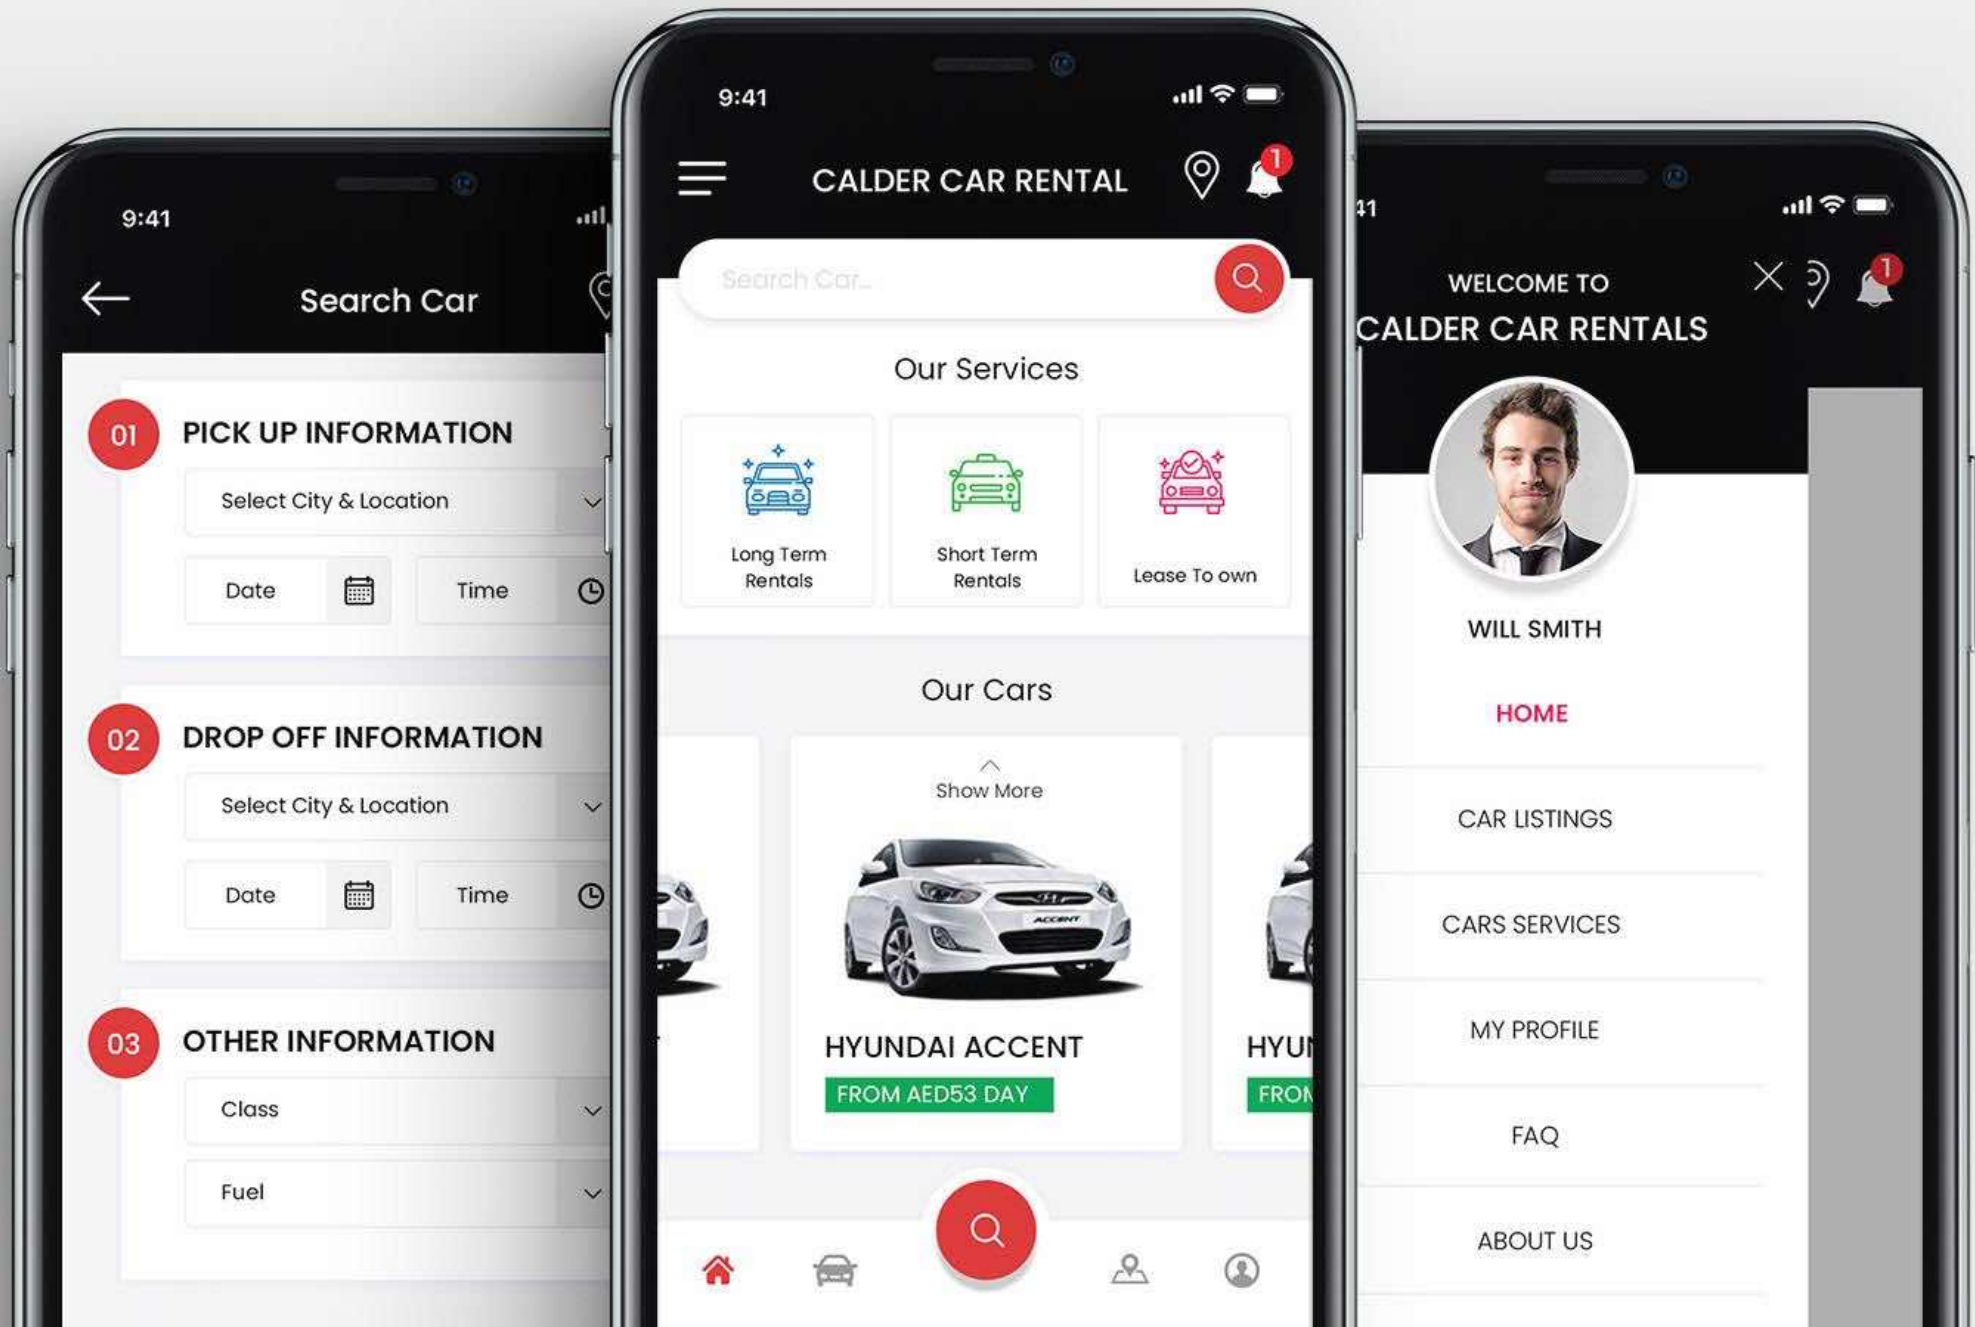 9:41
Search Car
01
PICK UP INFORMATION
Select City & Location
Date
Time
02
DROP OFF INFORMATION
Select City & Location
Date
Time
03
OTHER INFORMATION
Class
Fuel
9:41
CALDER CAR RENTAL
1
Search Car...
Our Services
Long Term
Rentals
Short Term
Rentals
Lease To own
Our Cars
Show More
ACCENT
HYUNDAI ACCENT
FROM AED53 DAY
HYUN
FROM
41
WELCOME TO
1
CALDER CAR RENTALS
WILL SMITH
HOME
CAR LISTINGS
CARS SERVICES
MY PROFILE
FAQ
ABOUT US